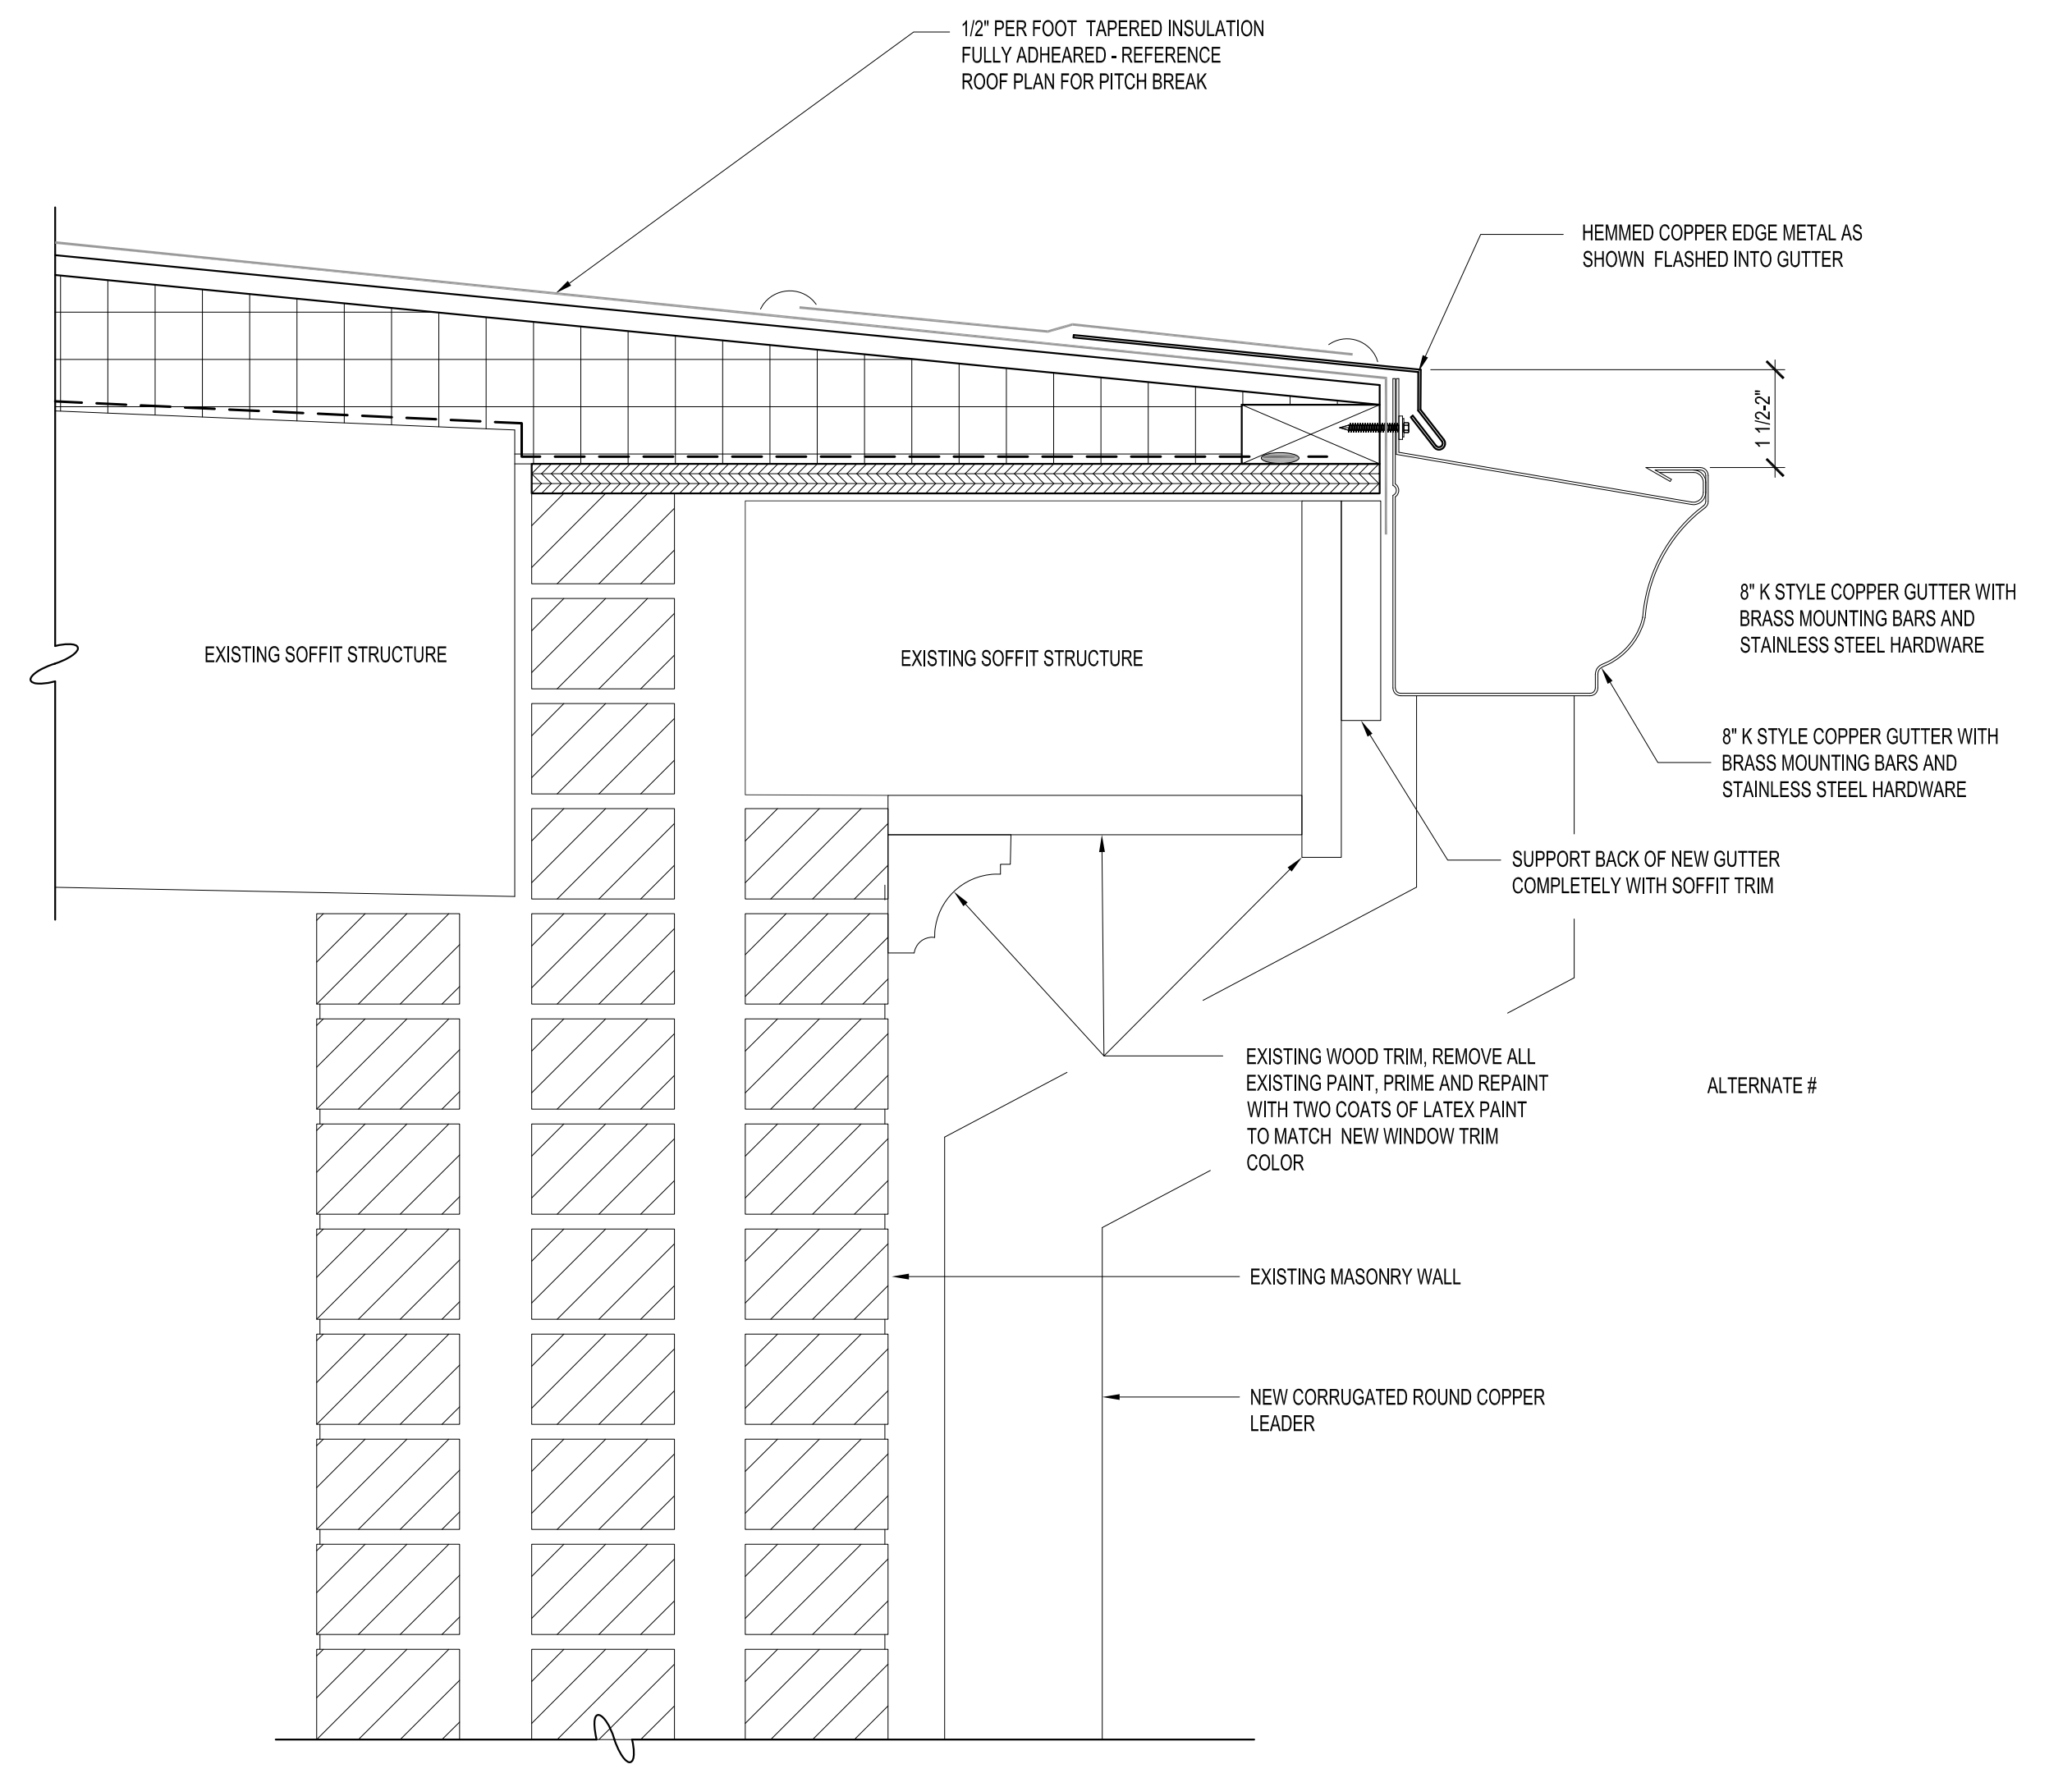 1/2" PER FOOT TAPERED INSULATION
FULLY ADHEARED - REFERENCE
ROOF PLAN FOR PITCH BREAK
HEMMED COPPER EDGE METAL AS
SHOWN FLASHED INTO GUTTER
1 1/2-2"
8" K STYLE COPPER GUTTER WITH
BRASS MOUNTING BARS AND
STAINLESS STEEL HARDWARE
EXISTING SOFFIT STRUCTURE
EXISTING SOFFIT STRUCTURE
8" K STYLE COPPER GUTTER WITH
BRASS MOUNTING BARS AND
STAINLESS STEEL HARDWARE
SUPPORT BACK OF NEW GUTTER
COMPLETELY WITH SOFFIT TRIM
EXISTING WOOD TRIM, REMOVE ALL
EXISTING PAINT, PRIME AND REPAINT
WITH TWO COATS OF LATEX PAINT
TO MATCH NEW WINDOW TRIM
COLOR
ALTERNATE #
EXISTING MASONRY WALL
NEW CORRUGATED ROUND COPPER
LEADER